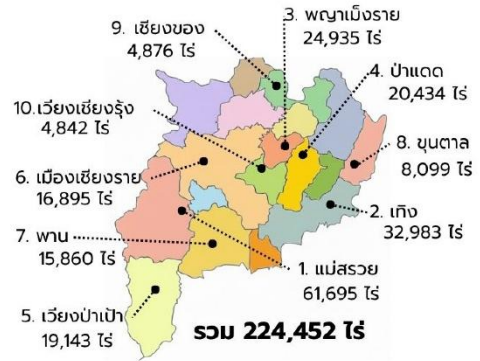 9. เชียงของ
4,876 ไร่
3. พญาเม็งราย
24,935 ไร่
4. ป่าแดด
20,434 ไร่
10.เวียงเชียงรุ้ง
4,842 ไร่
8. ขุนตาล
8,099 ไร่
6. เมืองเชียงราย
16,895 ไร่
2. เทิง
32,983 ไร่
7. พาน
15,860 ไร่
1. แม่สรวย
61,695 ไร่
5. เวียงป่าเป้า
19,143 ไร่
รวม 224,452 ไร่